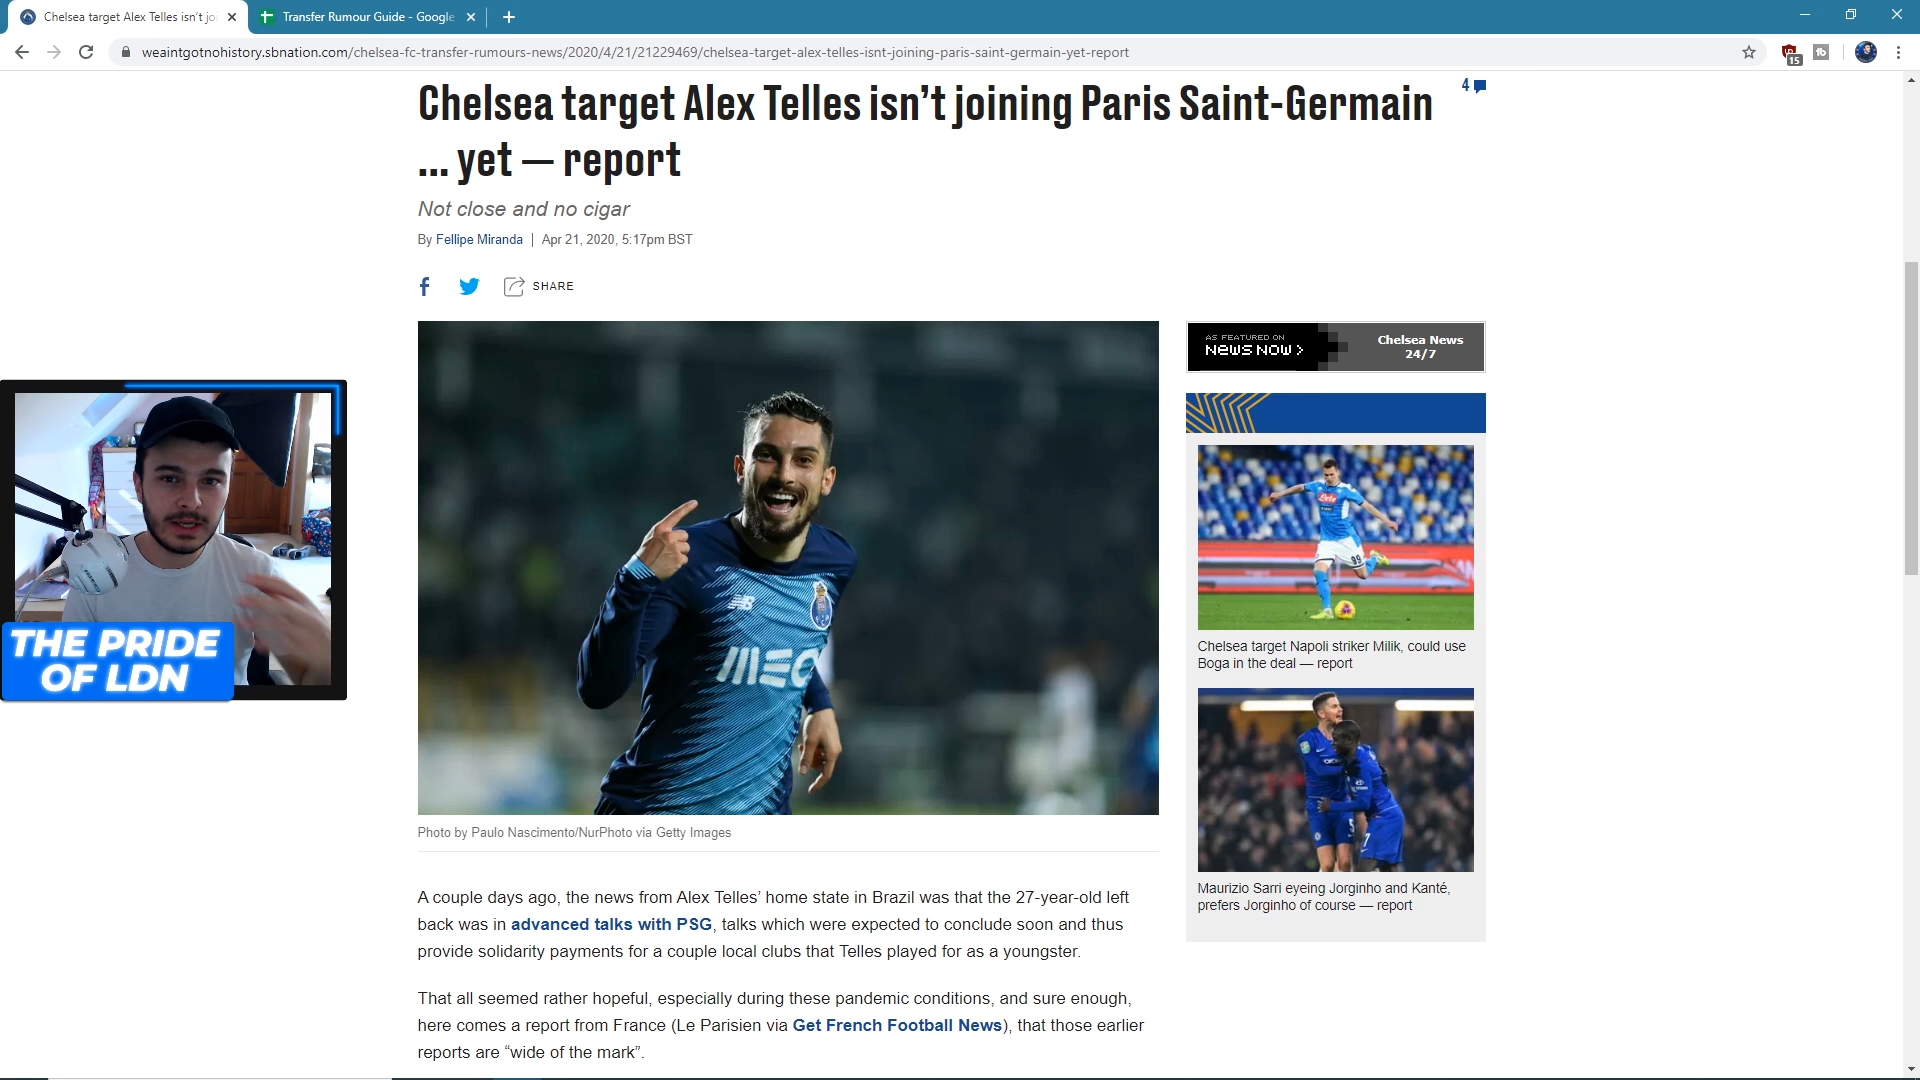 Chelsea target Alex Telles isn't joi
Transfer Rumour Guide - Google
weaintgotnohistory.sbnation.com/chelsea-fc-transfer-rumours-news/2020/4/21/21229469/chelsea-target-alex-telles-isnt-joining-paris-saint-germain-yet-report
15
Chelsea target Alex Telles isn’t joining Paris Saint-Germain
... yet — report
4
Not close and no cigar
By Fellipe Miranda | Apr 21, 2020, 5:17pm BST
SHARE
AS FEATURED ON
NEWS NOW >
Chelsea News
24/7
THE PRIDE
OF LDN
MEO
Chelsea target Napoli striker Milik, could use
Boga in the deal — report
Maurizio Sarri eyeing Jorginho and Kanté,
prefers Jorginho of course — report
Photo by Paulo Nascimento/NurPhoto via Getty Images
A couple days ago, the news from Alex Telles’ home state in Brazil was that the 27-year-old left
back was in advanced talks with PSG, talks which were expected to conclude soon and thus
provide solidarity payments for a couple local clubs that Telles played for as a youngster.
That all seemed rather hopeful, especially during these pandemic conditions, and sure enough,
here comes a report from France (Le Parisien via Get French Football News), that those earlier
reports are “wide of the mark”.